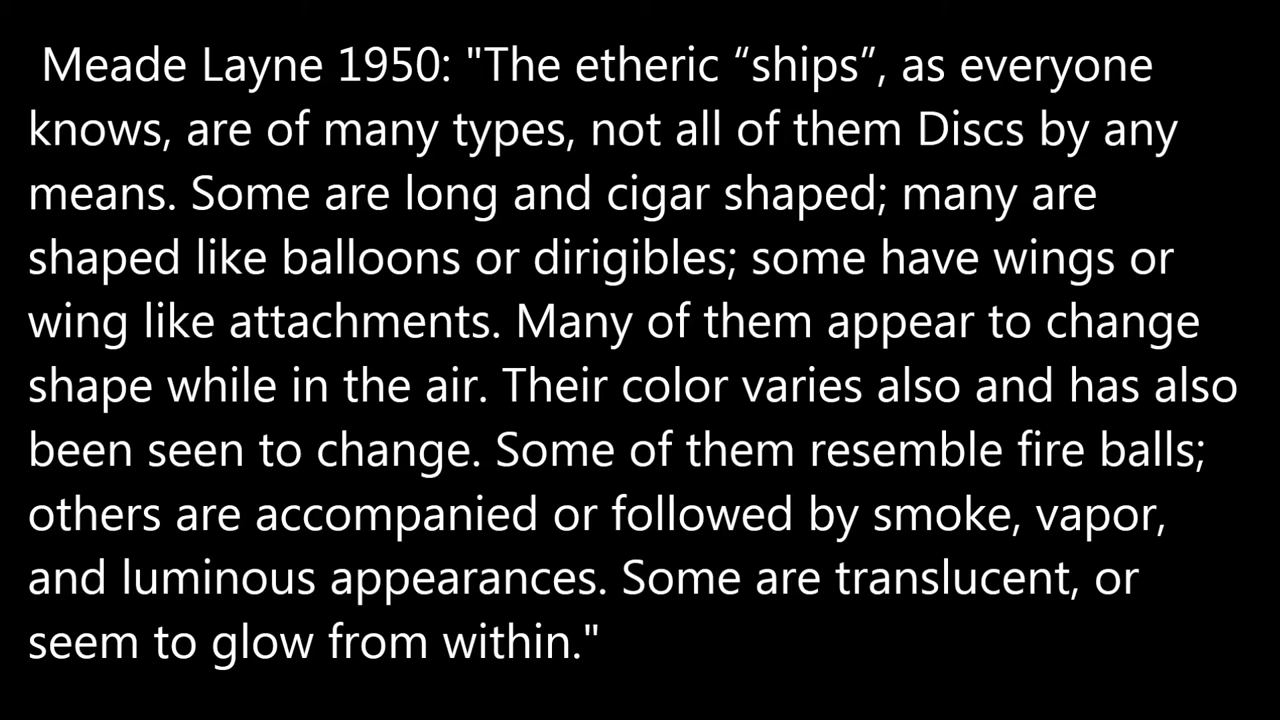 Meade Layne 1950: "The etheric “ships”, as everyone
knows, are of many types, not all of them Discs by any
means. Some are long and cigar shaped; many are
shaped like balloons or dirigibles; some have wings or
wing like attachments. Many of them appear to change
shape while in the air. Their color varies also and has also
been seen to change. Some of them resemble fire balls;
others are accompanied or followed by smoke, vapor,
and luminous appearances. Some are translucent, or
seem to glow from within."